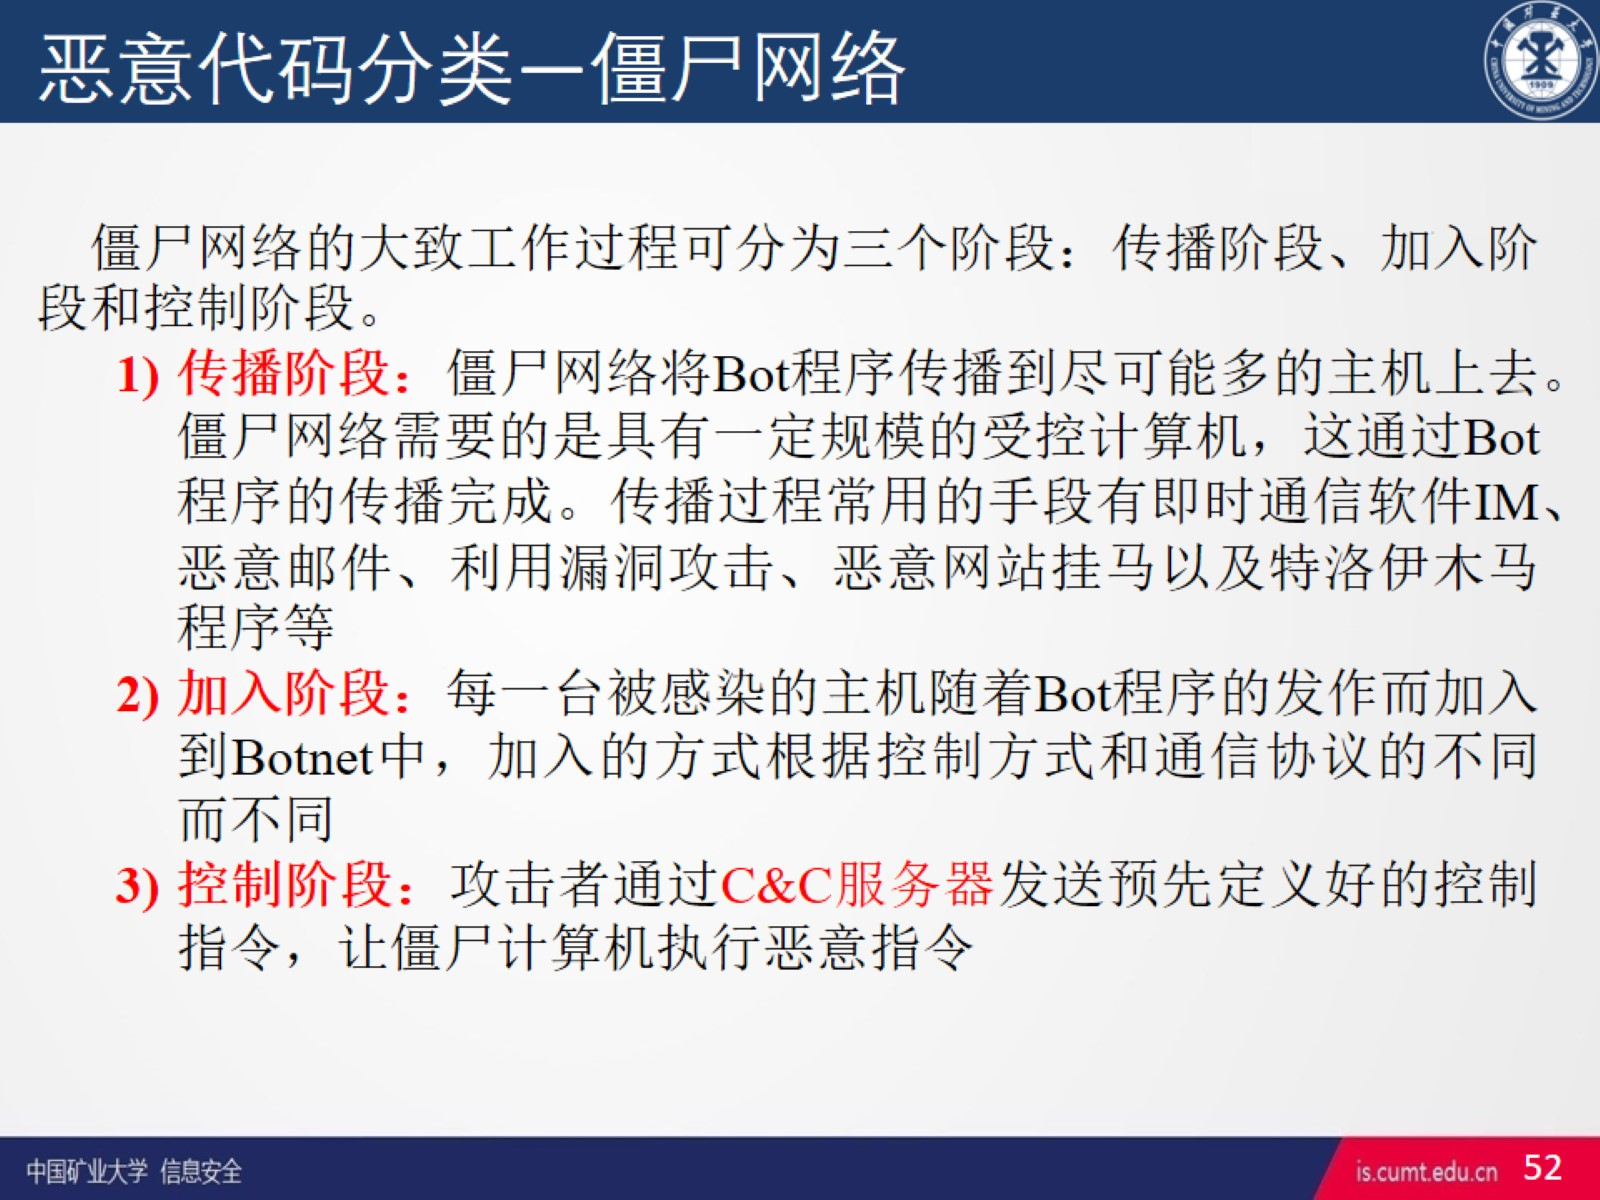 恶意代码分类—僵尸网络
僵尸网络的大致工作过程可分为三个阶段：传播阶段、加入阶
段和控制阶段。
1) 传播阶段：僵尸网络将Bot程序传播到尽可能多的主机上去。
僵尸网络需要的是具有一定规模的受控计算机，这通过Bot
程序的传播完成。传播过程常用的手段有即时通信软件IM、
恶意邮件、利用漏洞攻击、恶意网站挂马以及特洛伊木马
程序等
2) 加入阶段：每一台被感染的主机随着Bot程序的发作而加入
到Botnet中，加入的方式根据控制方式和通信协议的不同
而不同
3) 控制阶段：攻击者通过C&C服务器发送预先定义好的控制
指令，让僵尸计算机执行恶意指令
中国矿业大学 信息安全
is.cumt.edu.cn 52
中国矿业大学
CHINA UNIVERSITY OF MINING AND TECHNOLOGY
1909